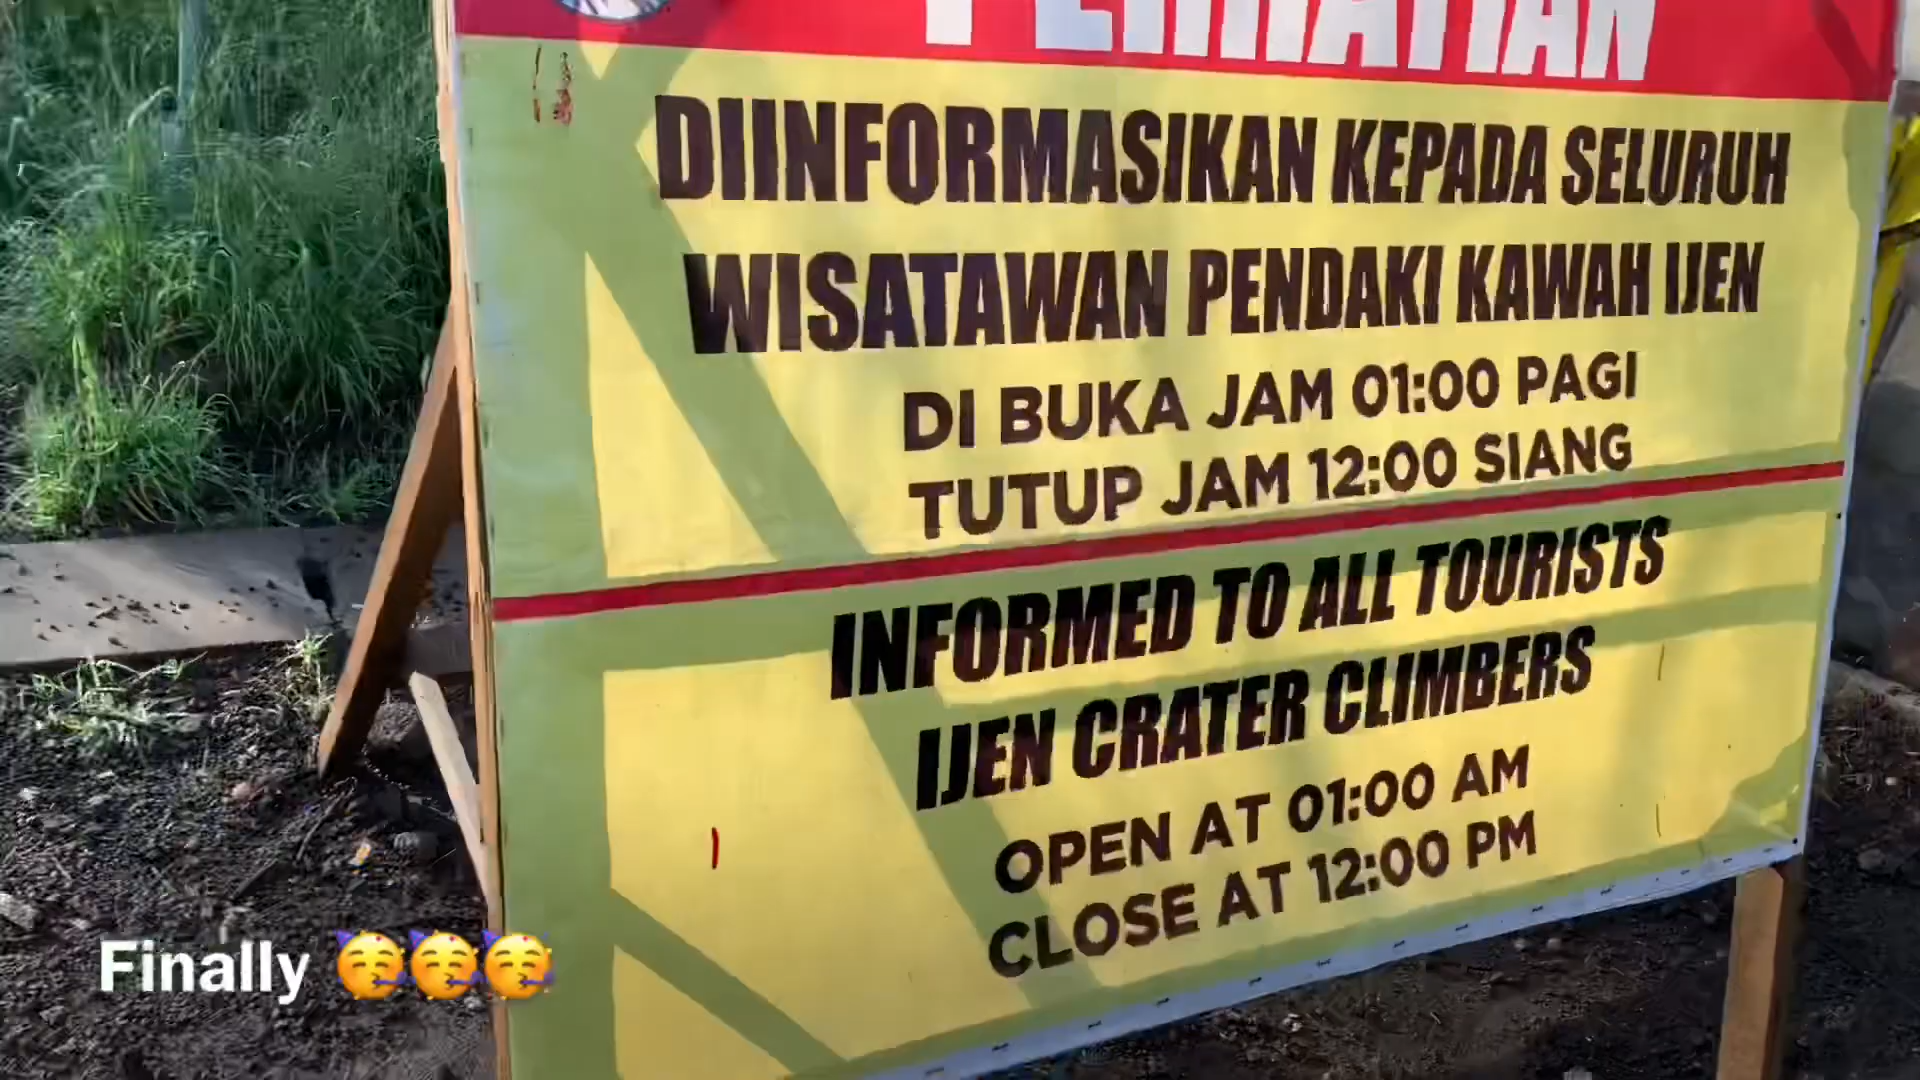 PERHATIAN
DIINFORMASIKAN KEPADA SELURUH
WISATAWAN PENDAKI KAWAH IJEN
DI BUKA JAM 01:00 PAGI
TUTUP JAM 12:00 SIANG
INFORMED TO ALL TOURISTS
IJEN CRATER CLIMBERS
OPEN AT 01:00 AM
CLOSE AT 12:00 PM
Finally 🥳🥳🥳